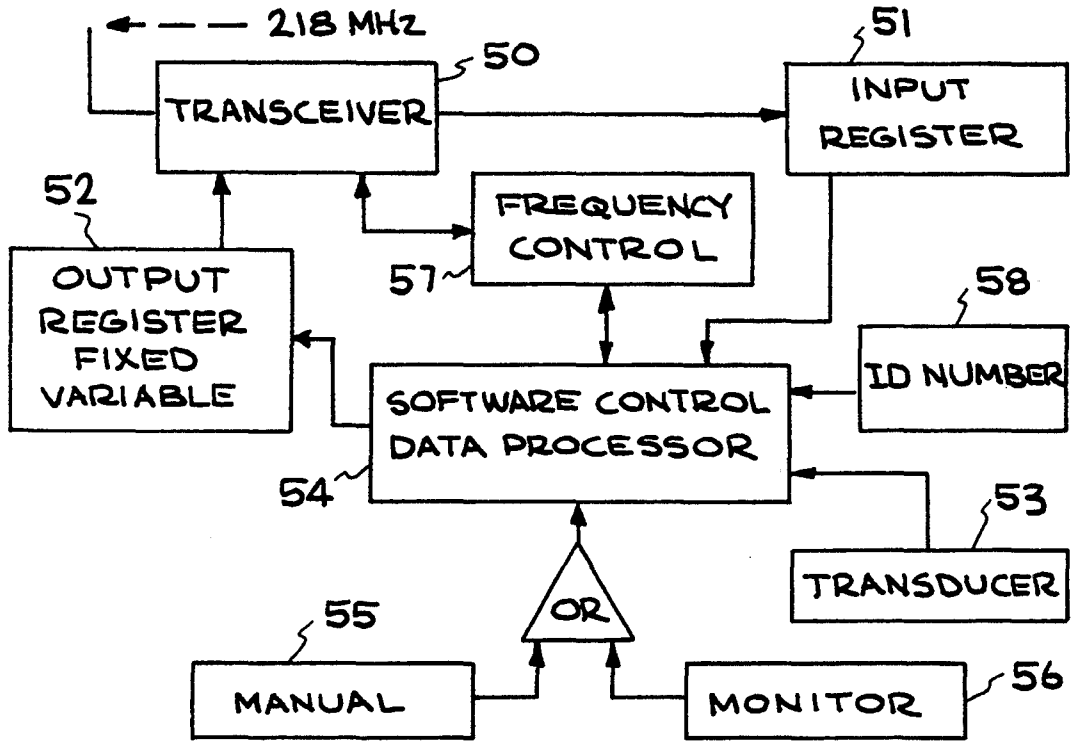 218 MHz
50
TRANSCEIVER
51
INPUT
REGISTER
52
OUTPUT
REGISTER
FIXED
VARIABLE
FREQUENCY
CONTROL
57
58
ID NUMBER
SOFTWARE CONTROL
DATA PROCESSOR
54
53
TRANSDUCER
OR
55
MANUAL
MONITOR
56